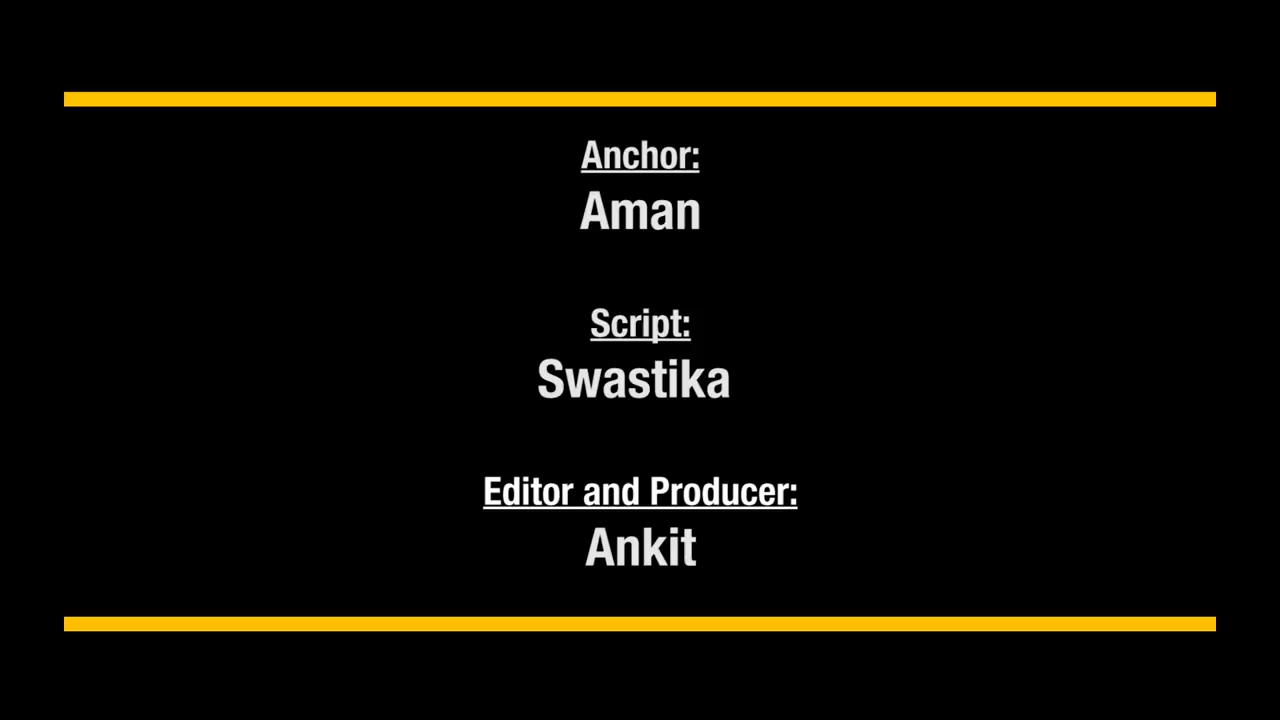 Anchor:
Aman
Script:
Swastika
Editor and Producer:
Ankit